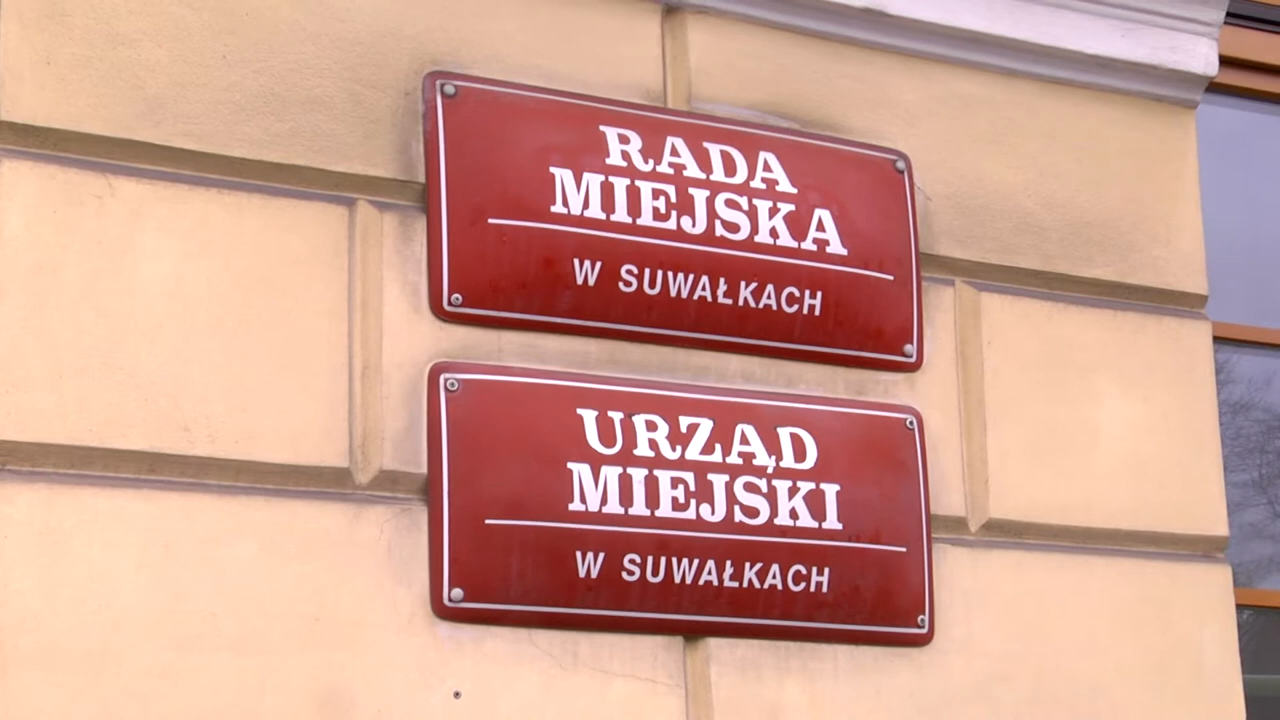 RADA
MIEJSKA
W SUWAŁKACH
URZĄD
MIEJSKI
W SUWAŁKACH